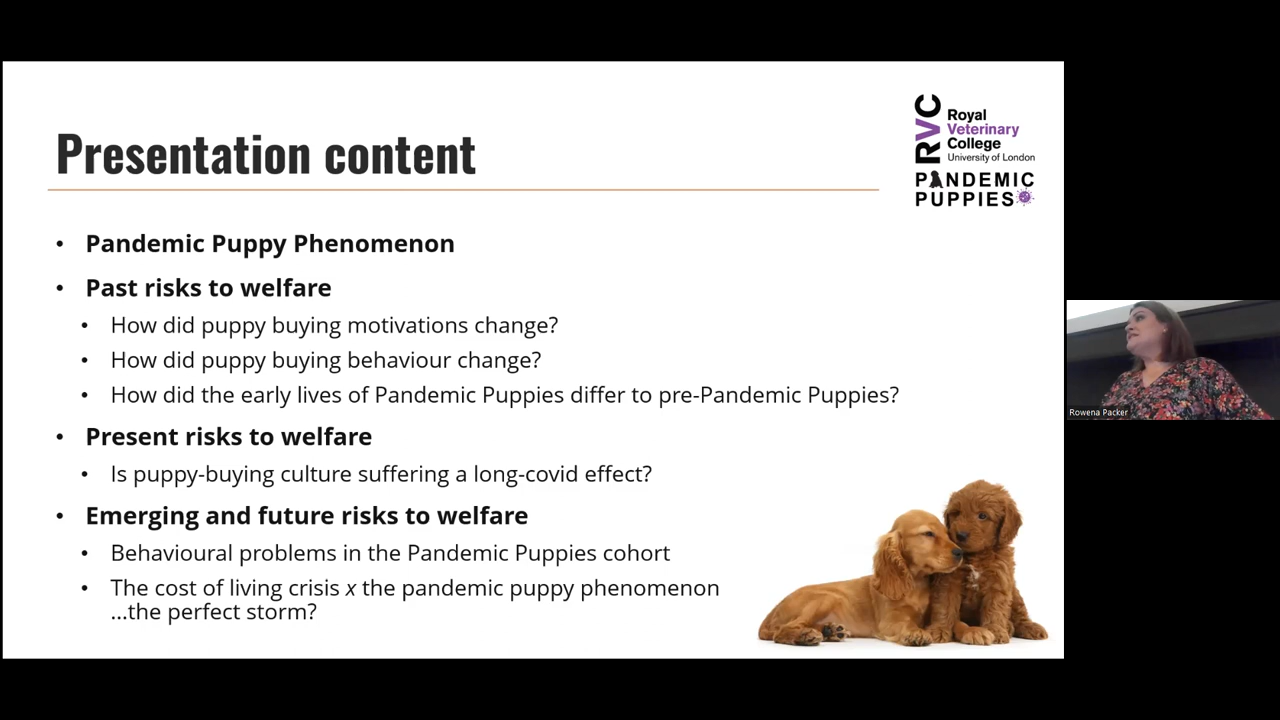 Presentation content
RVC
Royal
Veterinary
College
University of London
PANDEMIC
PUPPIES
• Pandemic Puppy Phenomenon
• Past risks to welfare
• How did puppy buying motivations change?
• How did puppy buying behaviour change?
• How did the early lives of Pandemic Puppies differ to pre-Pandemic Puppies?
• Present risks to welfare
• Is puppy-buying culture suffering a long-covid effect?
• Emerging and future risks to welfare
• Behavioural problems in the Pandemic Puppies cohort
• The cost of living crisis x the pandemic puppy phenomenon
...the perfect storm?
Rowena Packer